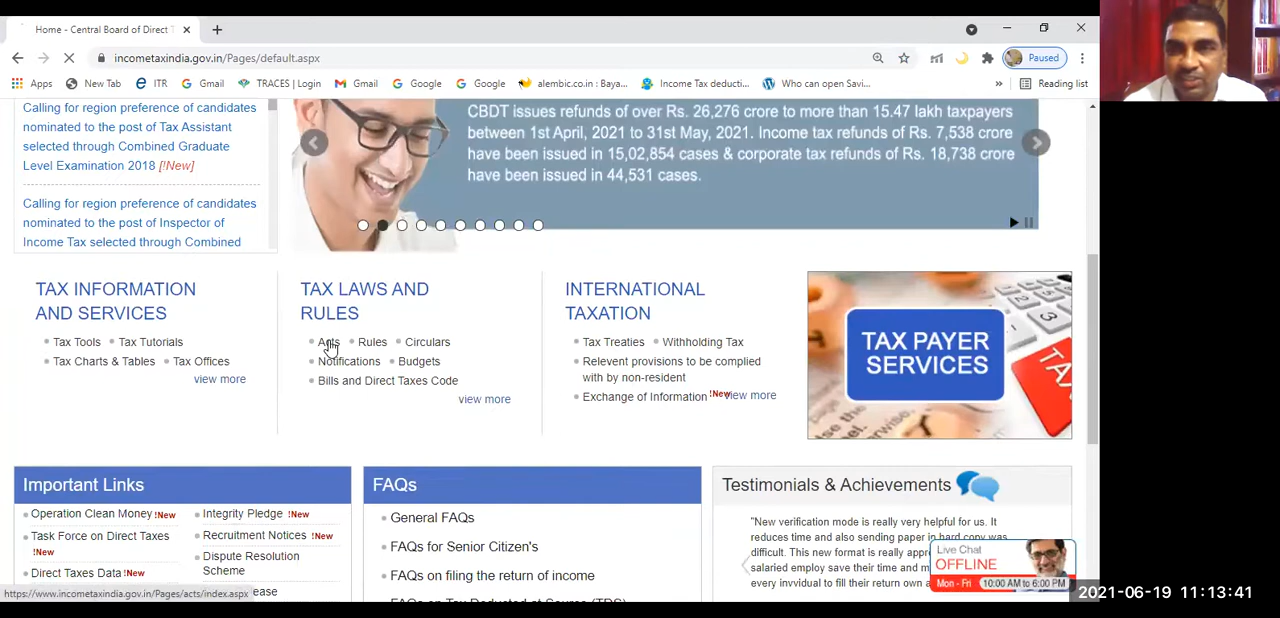 Home - Central Board of Direct T
incometaxindia.gov.in/Pages/default.aspx
Paused
Apps New Tab ITR Gmail TRACES | Login Gmail Google Google alembic.co.in : Baya... Income Tax deducti... Who can open Savi... » Reading list
Calling for region preference of candidates
nominated to the post of Tax Assistant
selected through Combined Graduate
Level Examination 2018 [!New]
Calling for region preference of candidates
nominated to the post of Inspector of
Income Tax selected through Combined
CBDT issues refunds of over Rs. 26,276 crore to more than 15.47 lakh taxpayers
between 1st April, 2021 to 31st May, 2021. Income tax refunds of Rs. 7,538 crore
have been issued in 15,02,854 cases & corporate tax refunds of Rs. 18,738 crore
have been issued in 44,531 cases.
TAX INFORMATION
AND SERVICES
Tax Tools Tax Tutorials
Tax Charts & Tables Tax Offices
view more
TAX LAWS AND
RULES
Acts Rules Circulars
Notifications Budgets
Bills and Direct Taxes Code
view more
INTERNATIONAL
TAXATION
Tax Treaties Withholding Tax
Relevent provisions to be complied
with by non-resident
Exchange of Information !New view more
TAX PAYER
SERVICES
Important Links
Operation Clean Money !New
Task Force on Direct Taxes
!New
Direct Taxes Data !New
Integrity Pledge !New
Recruitment Notices !New
Dispute Resolution
Scheme
FAQs
General FAQs
FAQs for Senior Citizen's
FAQs on filing the return of income
FAQs on Tax Deducted at Source (TDS)
Testimonials & Achievements
"New verification mode is really very helpful for us. It
reduces time and also sending paper in hard copy was
difficult. This new format is really
salaried employ save their time and
every invvidual to fill their return own
Live Chat
OFFLINE
Mon - Fri 10:00 AM to 6:00 PM
https://www.incometaxindia.gov.in/Pages/acts/index.aspx
2021-06-19 11:13:41